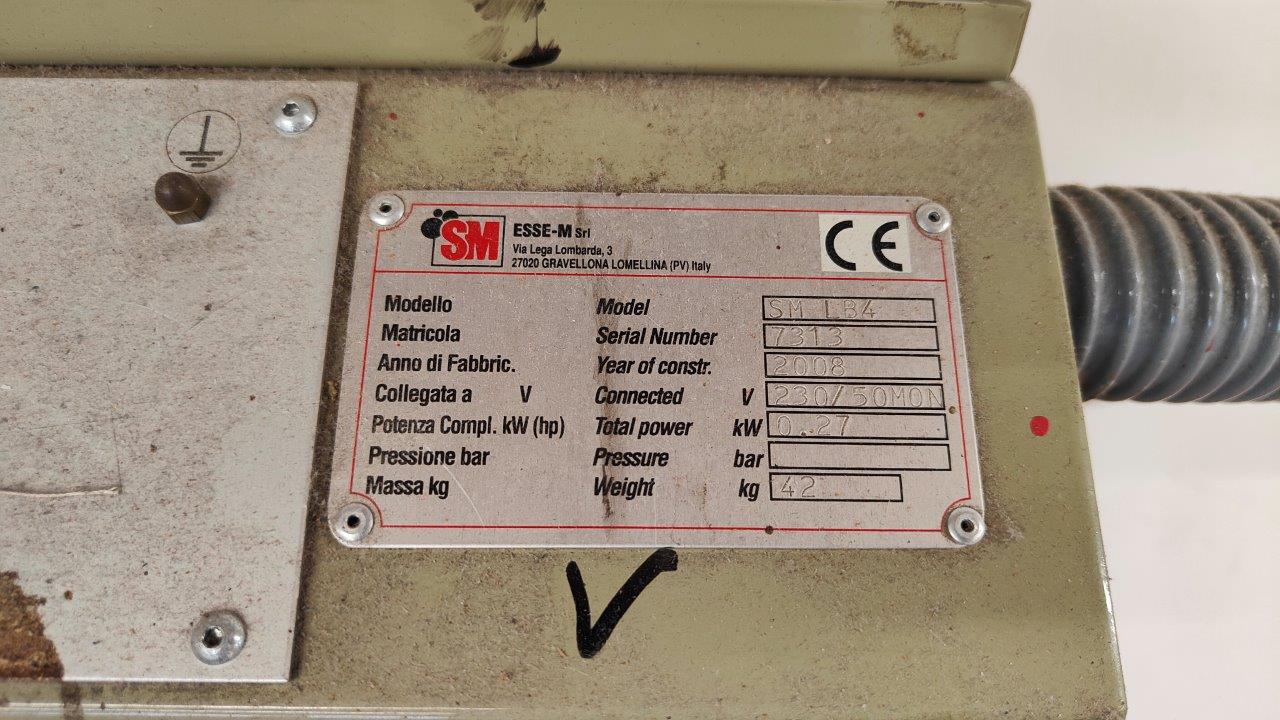 SM
ESSE-M Srl
Via Lega Lombarda, 3
27020 GRAVELLONA LOMELLINA (PV) Italy
CE
Modello Model SM LB4
Matricola Serial Number 7313
Anno di Fabbric. Year of constr. 2008
Collegata a V Connected V 230/50MON
Potenza Compl. kW (hp) Total power kW 0.27
Pressione bar Pressure bar
Massa kg Weight kg 42